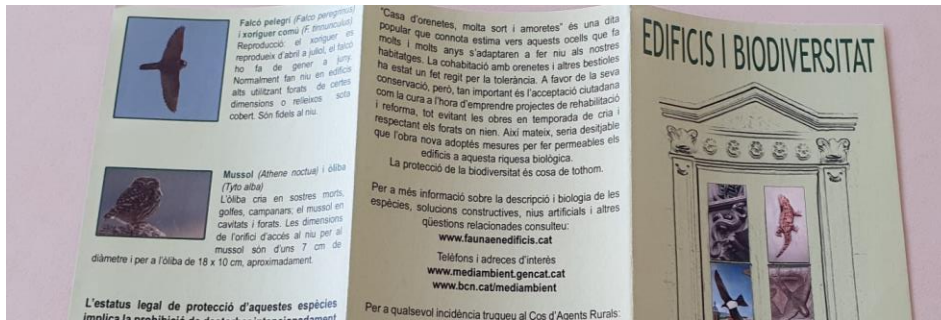 Falcó pelegrí (Falco peregrinus)
i xoriguer comú (F. tinnunculus)
Reproducció: el xoriguer es
reprodueix d'abril a juliol, el falcó
ho fa de gener a juny.
Normalment fan niu en edificis
alts utilitzant forats de certes
dimensions o relleixos sota
cobert. Són fidels al niu.
Mussol (Athene noctua) i òliba
(Tyto alba)
L'òliba cria en sostres morts,
golfes, campanars; el mussol en
cavitats i forats. Les dimensions
de l'orifici d'accés al niu per al
mussol són d'uns 7 cm de
diàmetre i per a l'òliba de 18 x 10 cm, aproximadament.
L'estatus legal de protecció d'aquestes espècies
implica la prohibició de
"Casa d'orenetes, molta sort i amoretes" és una dita
popular que connota estima vers aquests ocells que fa
molts i molts anys s'adaptaren a fer niu als nostres
habitatges. La cohabitació amb orenetes i altres bestioles
ha estat un fet regit per la tolerància. A favor de la seva
conservació, però, tan important és l'acceptació ciutadana
com la cura a l'hora d'emprendre projectes de rehabilitació
i reforma, tot evitant les obres en temporada de cria i
respectant els forats on nien. Així mateix, seria desitjable
que l'obra nova adoptés mesures per fer permeables els
edificis a aquesta riquesa biològica.
La protecció de la biodiversitat és cosa de tothom.
Per a més informació sobre la descripció i biologia de les
espècies, solucions constructives, nius artificials i altres
qüestions relacionades consulteu:
www.faunaenedificis.cat
Telèfons i adreces d'interès
www.mediambient.gencat.cat
www.bcn.cat/mediambient
Per a qualsevol incidència truqueu al Cos d'Agents Rurals:
EDIFICIS I BIODIVERSITAT